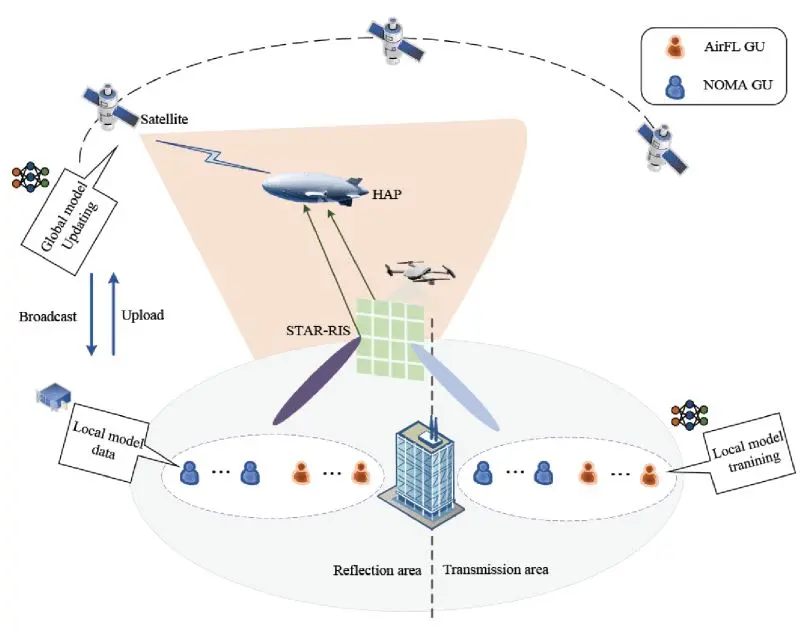 AirFL GU
NOMA GU
Satellite
HAP
Global model
Updating
Broadcast
Upload
STAR-RIS
Local model
data
Local model
tranining
Reflection area
Transmission area